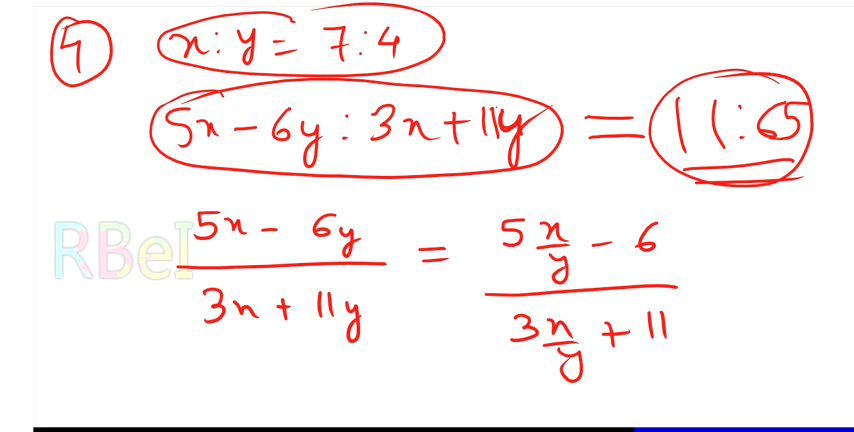 4 x : y = 7 : 4
5x - 6y : 3x + 11y = 11 : 65
RBeI
5x - 6y / 3x + 11y = 5 x/y - 6 / 3 x/y + 11